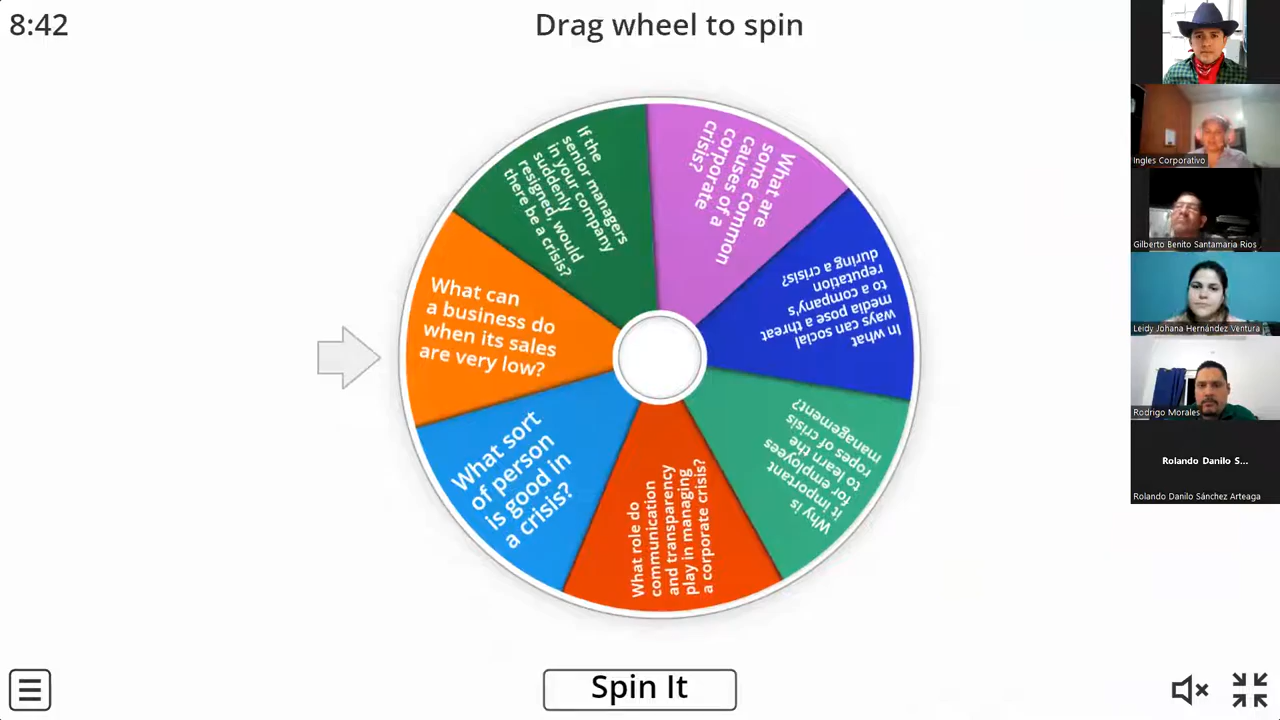 8:42
Drag wheel to spin
If the
senior managers
in your company
suddenly
resigned, would
there be a crisis?
What are
some common
causes of a
corporate
crisis?
In what
ways can social
media pose a threat
to a company's
reputation
during a crisis?
Why is
it important
for employees
to learn the
ropes of crisis
management?
What role do
communication
and transparency
play in managing
a corporate crisis?
What sort
of person
is good in
a crisis?
What can
a business do
when its sales
are very low?
Spin It
Ingles Corporativo
Gilberto Benito Santamaria Rios
Leidy Johana Hernández Ventura
Rodrigo Morales
Rolando Danilo S...
Rolando Danilo Sánchez Arteaga